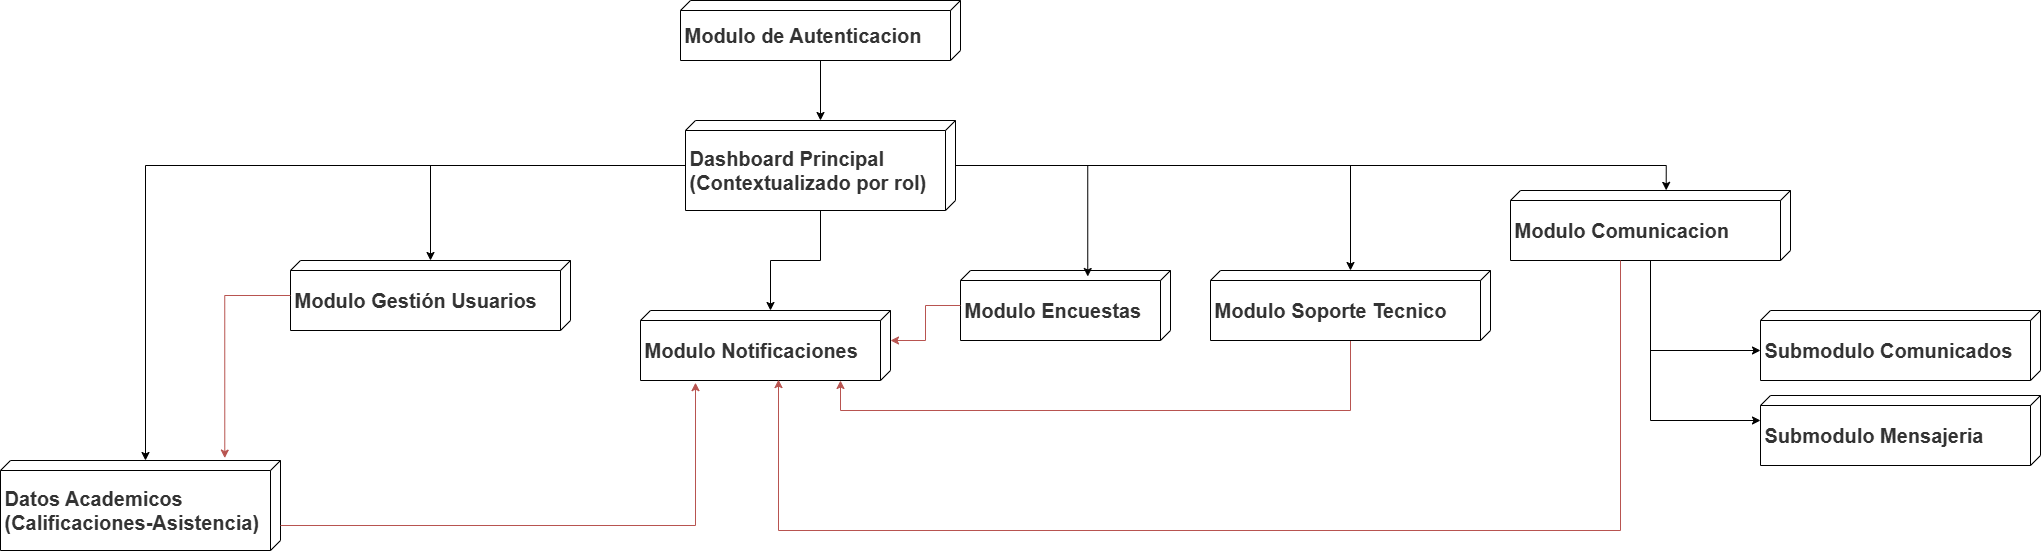 Modulo de Autenticacion
Dashboard Principal
(Contextualizado por rol)
Modulo Comunicacion
Modulo Gestión Usuarios
Modulo Encuestas
Modulo Soporte Tecnico
Modulo Notificaciones
Submodulo Comunicados
Submodulo Mensajeria
Datos Academicos
(Calificaciones-Asistencia)